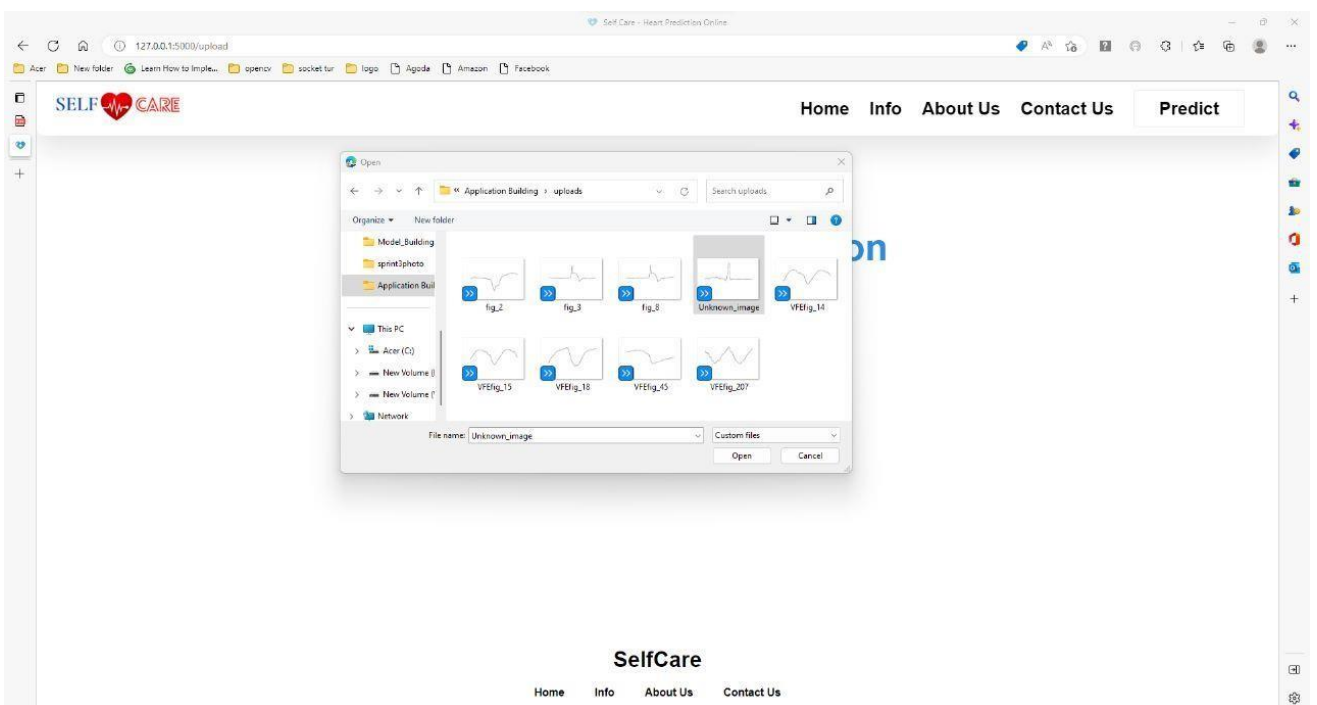 Self Care - Heart Prediction Online
127.0.0.1:5000/upload
Acer New folder Learn How to Imple... opencv socket tur logo Agoda Amazon Facebook
SELF CARE
Home Info About Us Contact Us Predict
Open
« Application Building › uploads Search uploads
Organize New folder
Model_Building
sprint3photo
Application Buil
This PC
Acer (C:)
New Volume (
New Volume ("
Network
fig_2 fig_3 fig_8 Unknown_image VFEfig_14
VFEfig_15 VFEfig_18 VFEfig_45 VFEfig_207
on
File name: Unknown_image Custom files
Open Cancel
SelfCare
Home Info About Us Contact Us